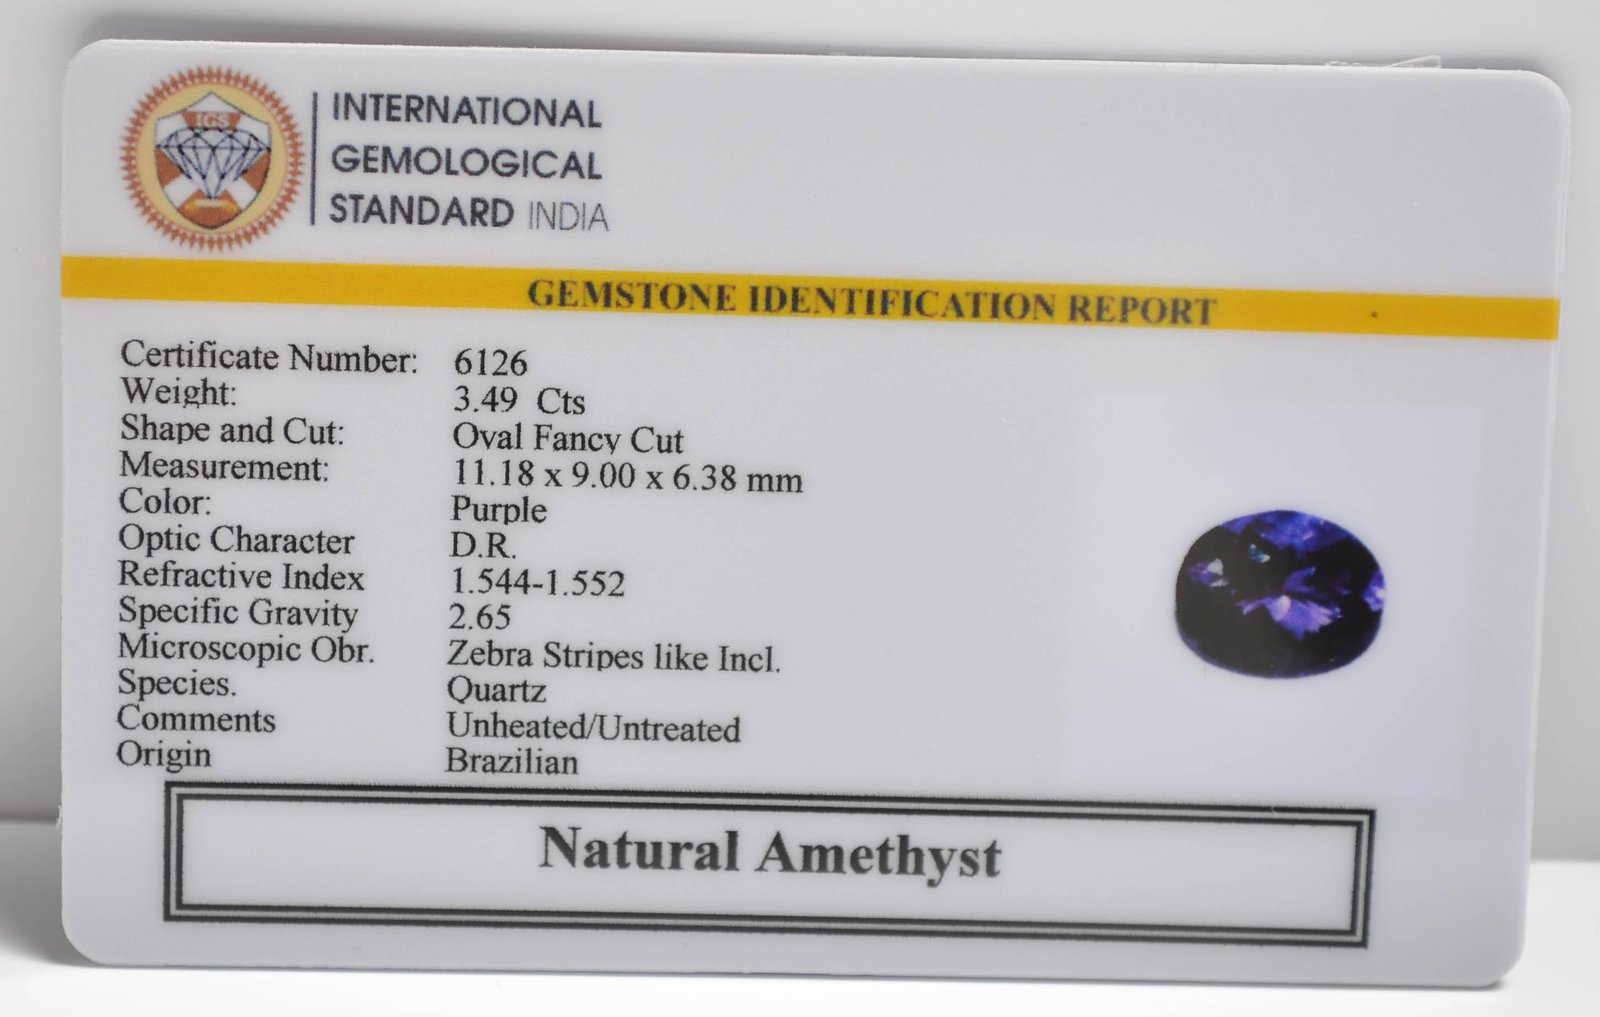 IGS
INTERNATIONAL
GEMOLOGICAL
STANDARD INDIA
GEMSTONE IDENTIFICATION REPORT
Certificate Number: 6126
Weight: 3.49 Cts
Shape and Cut: Oval Fancy Cut
Measurement: 11.18 x 9.00 x 6.38 mm
Color: Purple
Optic Character D.R.
Refractive Index 1.544-1.552
Specific Gravity 2.65
Microscopic Obr. Zebra Stripes like Incl.
Species. Quartz
Comments Unheated/Untreated
Origin Brazilian
Natural Amethyst